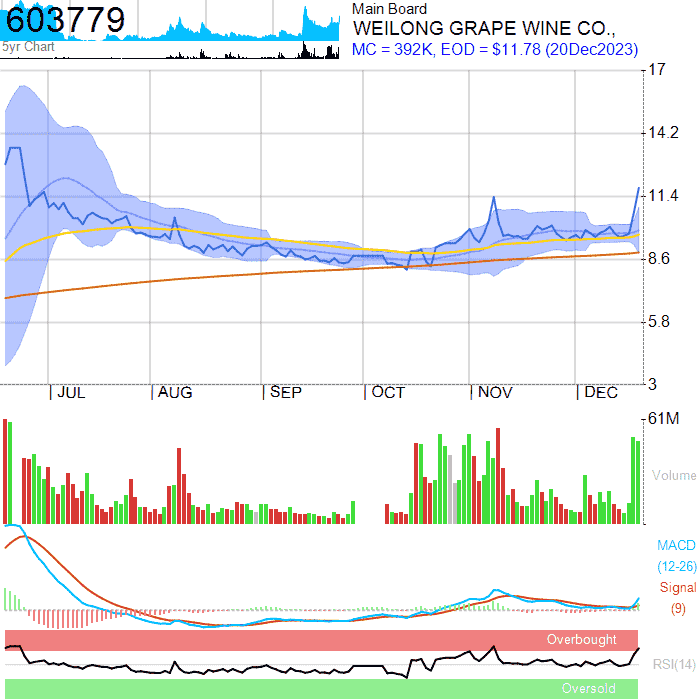 603779
5yr Chart
Main Board
WEILONG GRAPE WINE CO.,
MC = 392K, EOD = $11.78 (20Dec2023)
17
14.2
11.4
8.6
5.8
3
JUL
AUG
SEP
OCT
NOV
DEC
61M
Volume
MACD
(12-26)
Signal
(9)
Overbought
RSI(14)
Oversold